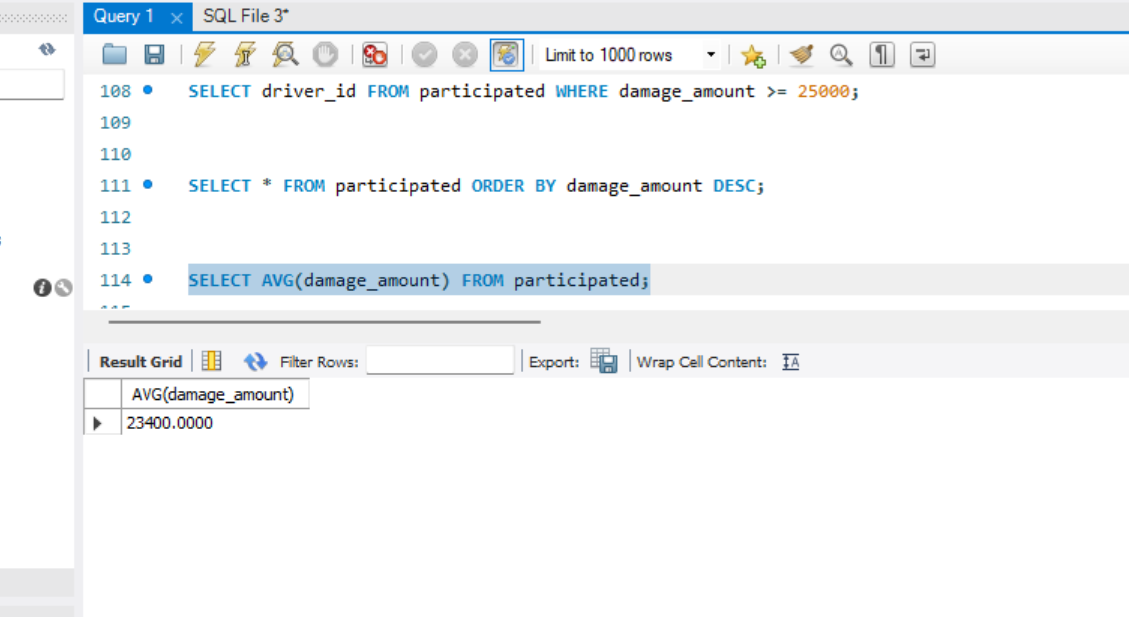 Query 1 SQL File 3*
Limit to 1000 rows
108 SELECT driver_id FROM participated WHERE damage_amount >= 25000;
109
110
111 SELECT * FROM participated ORDER BY damage_amount DESC;
112
113
114 SELECT AVG(damage_amount) FROM participated;
Result Grid Filter Rows: Export: Wrap Cell Content:
AVG(damage_amount)
23400.0000